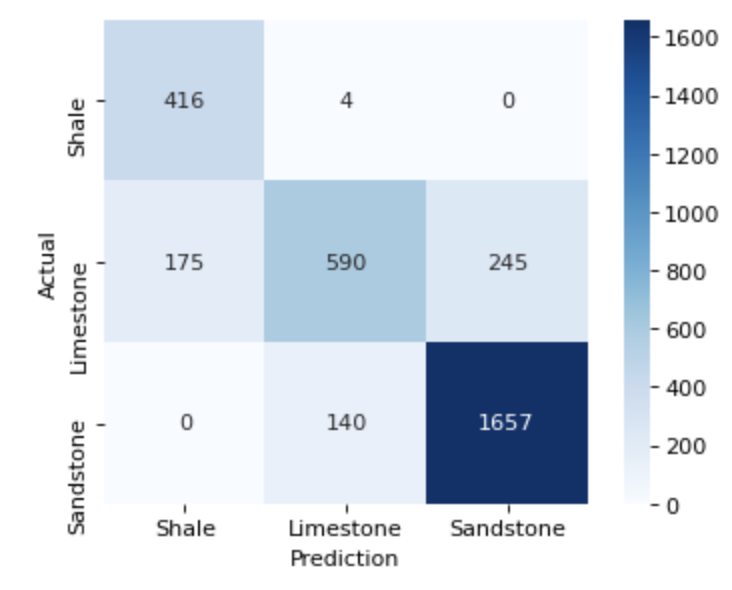 416 4 0
175 590 245
0 140 1657
Shale
Limestone
Sandstone
Actual
Shale Limestone Sandstone
Prediction
1600
1400
1200
1000
800
600
400
200
0